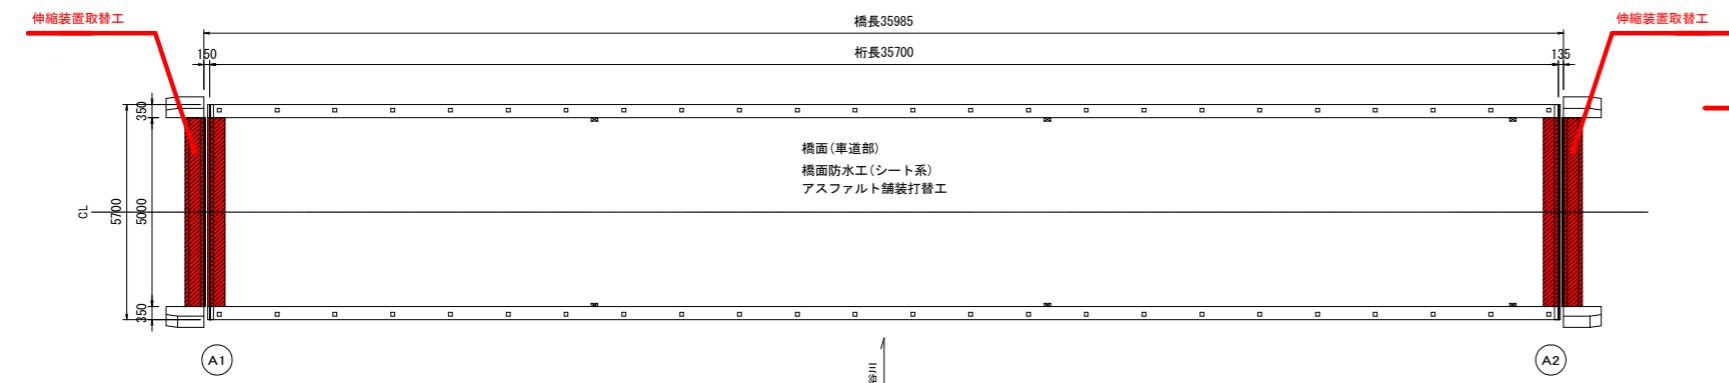 伸縮装置取替工
橋長35985
伸縮装置取替工
150
桁長35700
135
350
橋面(車道部)
橋面防水工(シート系)
アスファルト舗装打替工
CL
5700
5000
350
A1
A2